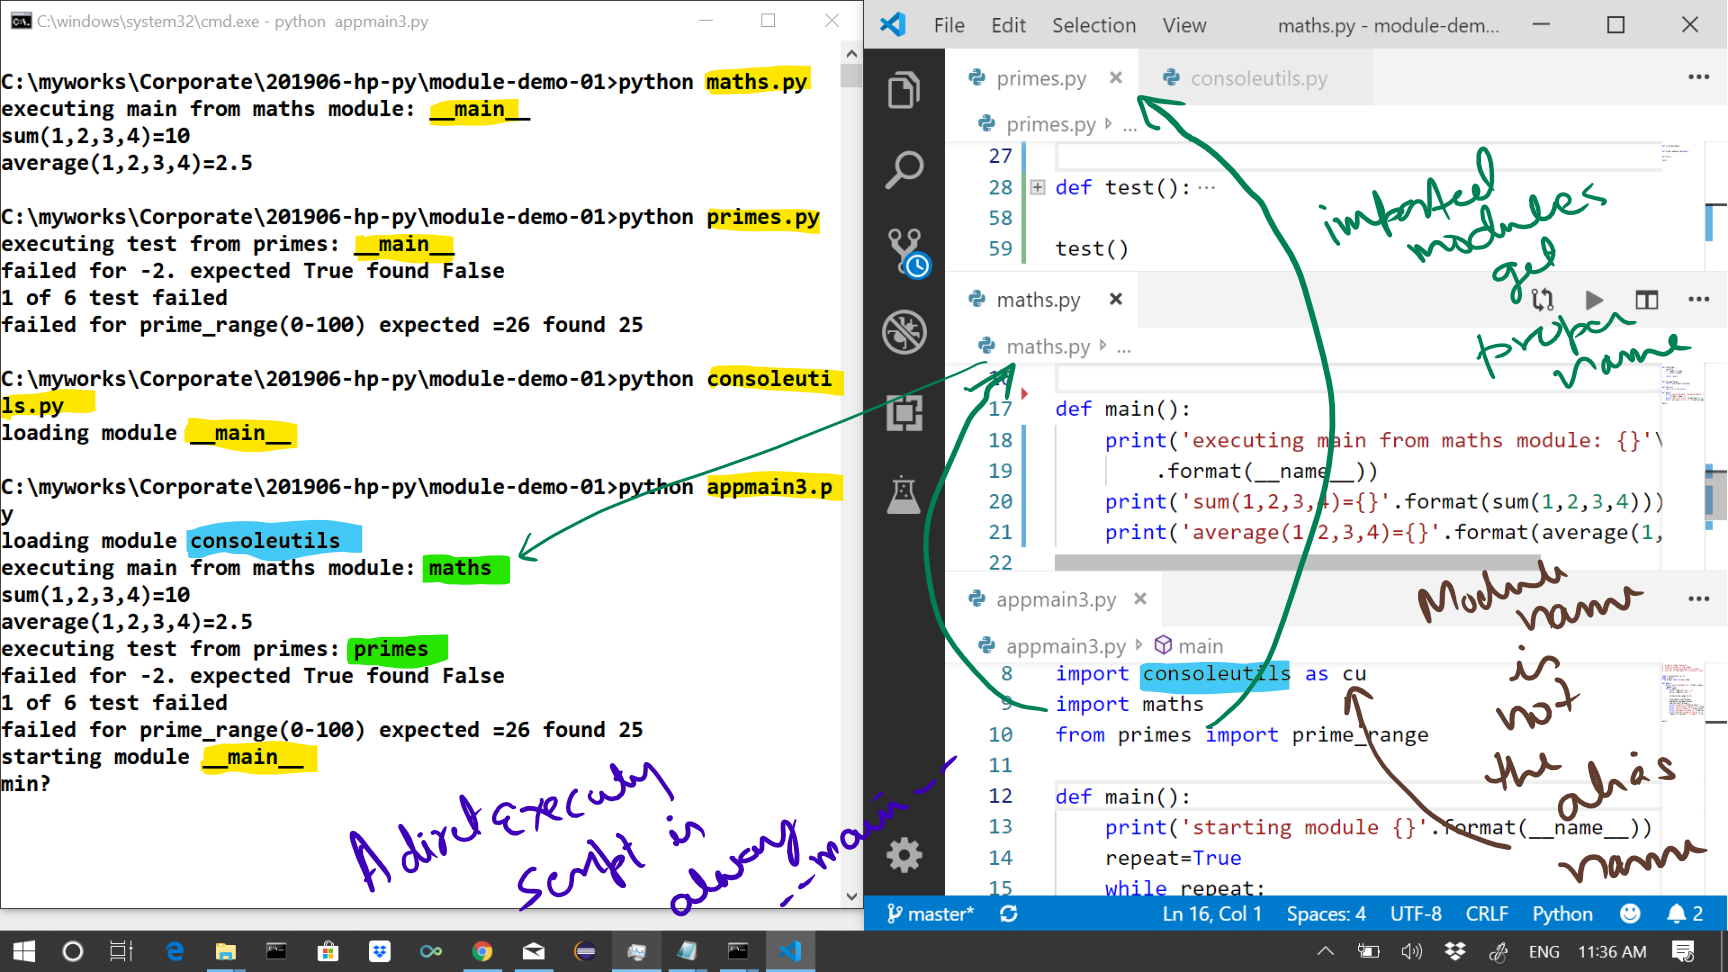 C:\windows\system32\cmd.exe - python  appmain3.py
C:\myworks\Corporate\201906-hp-py\module-demo-01>python maths.py
executing main from maths module: __main__
sum(1,2,3,4)=10
average(1,2,3,4)=2.5
C:\myworks\Corporate\201906-hp-py\module-demo-01>python primes.py
executing test from primes: __main__
failed for -2. expected True found False
1 of 6 test failed
failed for prime_range(0-100) expected =26 found 25
C:\myworks\Corporate\201906-hp-py\module-demo-01>python consoleuti
ls.py
loading module __main__
C:\myworks\Corporate\201906-hp-py\module-demo-01>python appmain3.p
y
loading module consoleutils
executing main from maths module: maths
sum(1,2,3,4)=10
average(1,2,3,4)=2.5
executing test from primes: primes
failed for -2. expected True found False
1 of 6 test failed
failed for prime_range(0-100) expected =26 found 25
starting module __main__
min?
A direct executy
script is
always
--main--
File Edit Selection View maths.py - module-dem...
primes.py consoleutils.py
primes.py ...
27
28 def test():...
58
59 test()
imported
modules
get
proper
name
maths.py
maths.py ...
16
17 def main():
18 print('executing main from maths module: {}'\
19 .format(__name__))
20 print('sum(1,2,3,4)={}'.format(sum(1,2,3,4)))
21 print('average(1,2,3,4)={}'.format(average(1,
22
appmain3.py
appmain3.py main
8 import consoleutils as cu
9 import maths
10 from primes import prime_range
11
12 def main():
13 print('starting module {}'.format(__name__))
14 repeat=True
15 while repeat:
Module
name
is
not
the
alias
name
master* Ln 16, Col 1 Spaces: 4 UTF-8 CRLF Python 2
ENG 11:36 AM